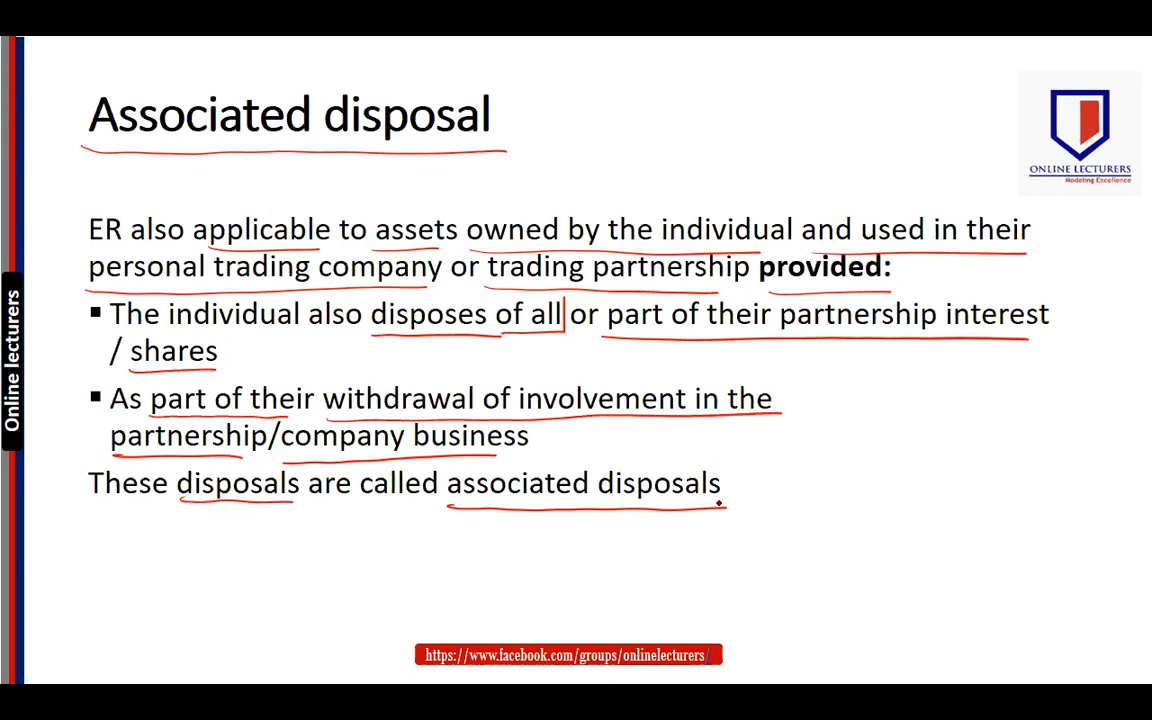 Associated disposal
ONLINE LECTURERS
Modeling Excellence
ER also applicable to assets owned by the individual and used in their
personal trading company or trading partnership provided:
▪ The individual also disposes of all or part of their partnership interest
/ shares
▪ As part of their withdrawal of involvement in the
partnership/company business
These disposals are called associated disposals
Online lecturers
https://www.facebook.com/groups/onlinelecturers/